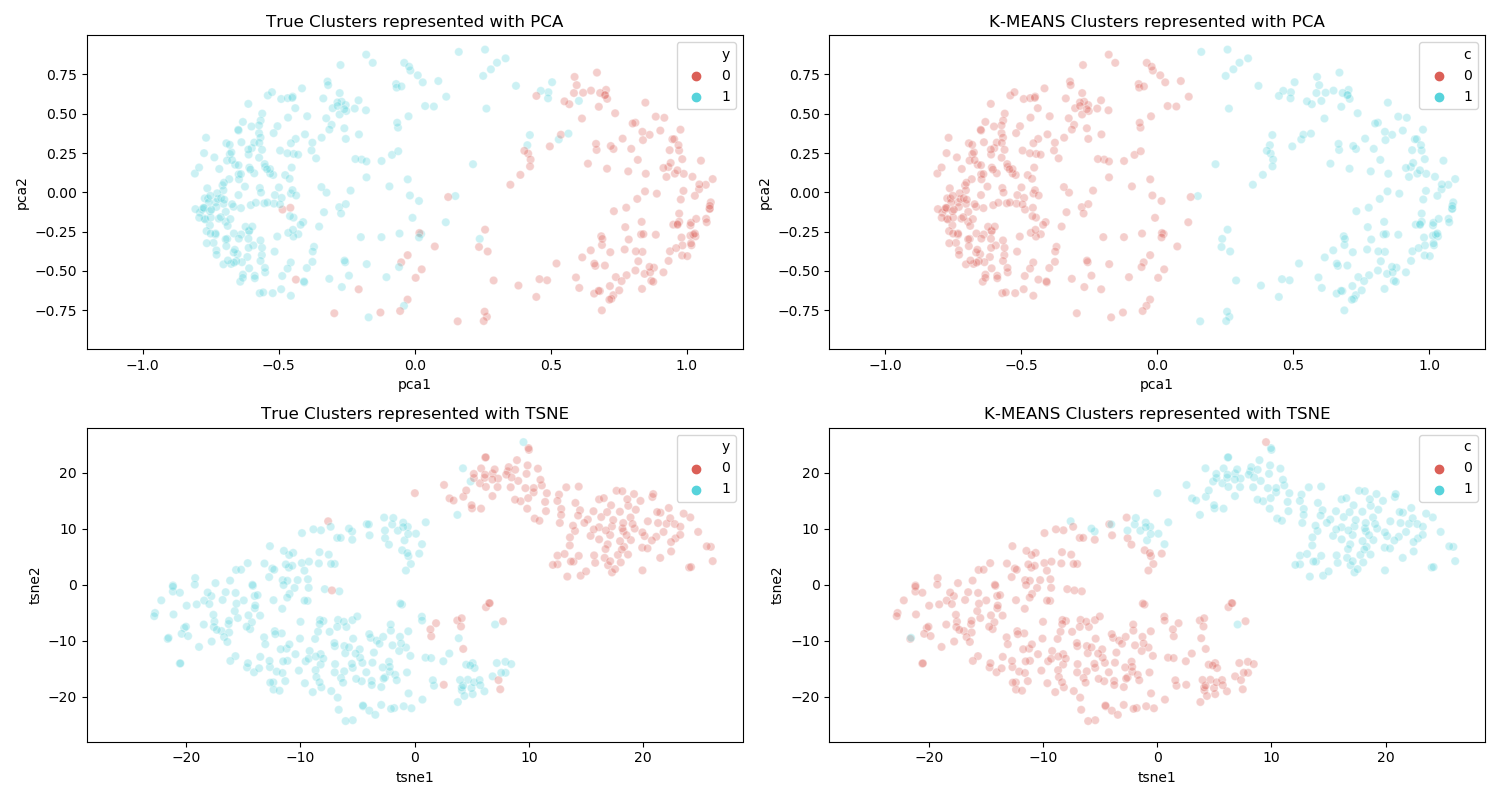 True Clusters represented with PCA
y
0
1
0.75
0.50
0.25
0.00
−0.25
−0.50
−0.75
pca2
−1.0 −0.5 0.0 0.5 1.0
pca1
K-MEANS Clusters represented with PCA
c
0
1
0.75
0.50
0.25
0.00
−0.25
−0.50
−0.75
pca2
−1.0 −0.5 0.0 0.5 1.0
pca1
True Clusters represented with TSNE
y
0
1
20
10
0
−10
−20
tsne2
−20 −10 0 10 20
tsne1
K-MEANS Clusters represented with TSNE
c
0
1
20
10
0
−10
−20
tsne2
−20 −10 0 10 20
tsne1